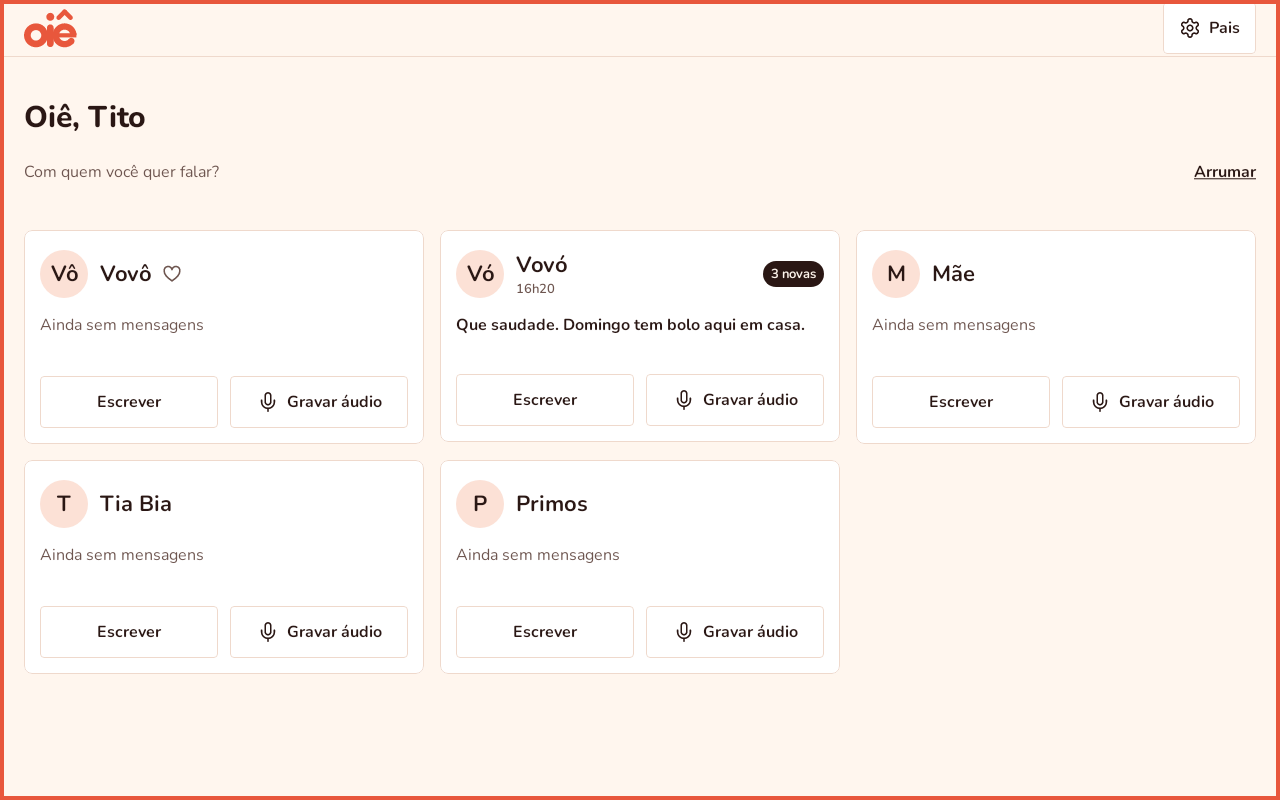 oiê
Pais
Oiê, Tito
Com quem você quer falar?
Arrumar
Vô
Vovô
Ainda sem mensagens
Escrever
Gravar áudio
Vó
Vovó
16h20
3 novas
Que saudade. Domingo tem bolo aqui em casa.
Escrever
Gravar áudio
M
Mãe
Ainda sem mensagens
Escrever
Gravar áudio
T
Tia Bia
Ainda sem mensagens
Escrever
Gravar áudio
P
Primos
Ainda sem mensagens
Escrever
Gravar áudio